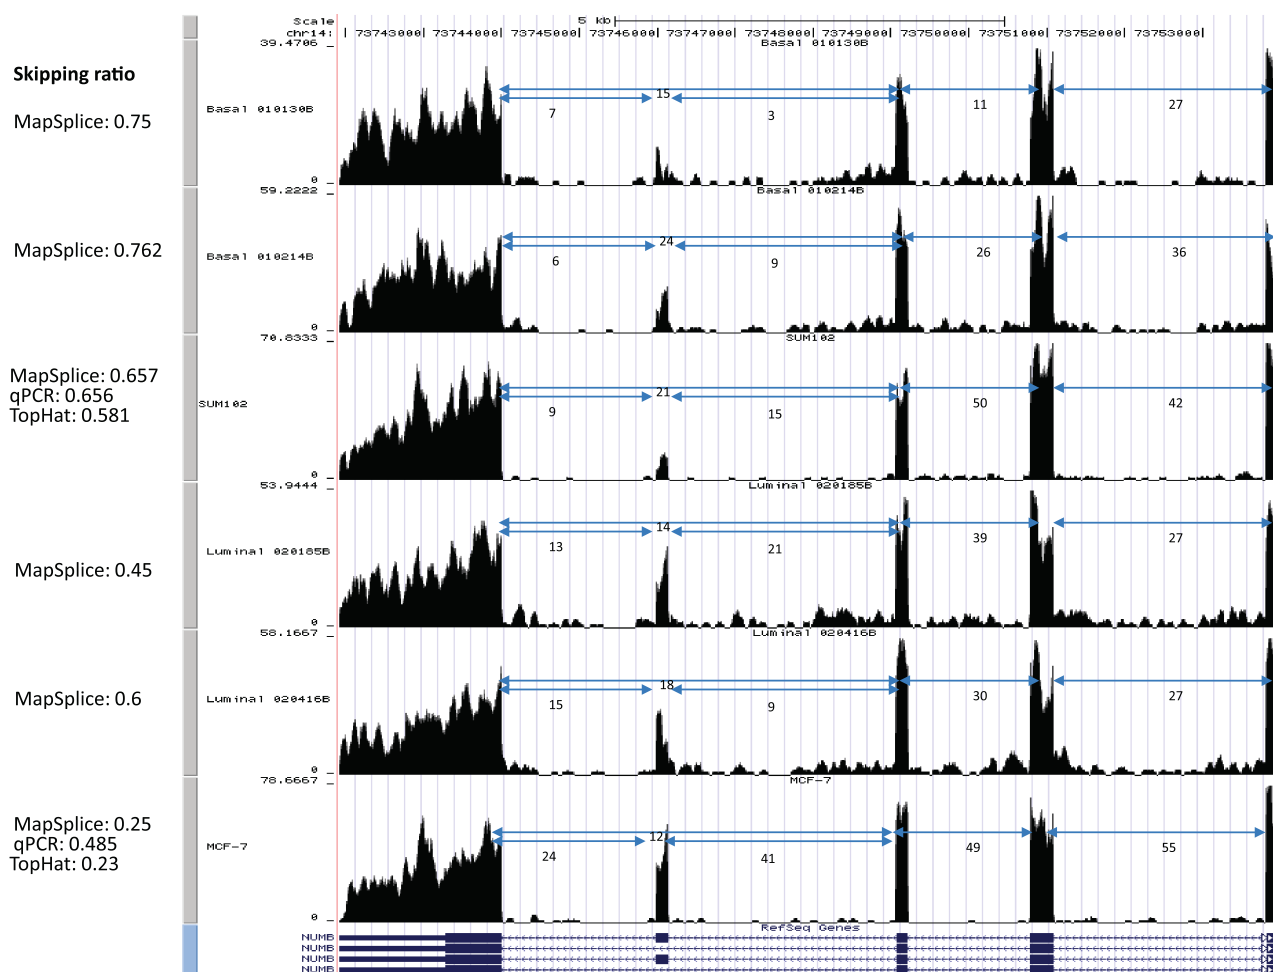 Scale
5 kb
chr14:
73743000 73744000 73745000 73746000 73747000 73748000 73749000 73750000 73751000 73752000 73753000
Skipping ratio
39.4706
Basal 010130B
Basal 010130B
MapSplice: 0.75
15
7
3
11
27
0
59.2222
Basal 010214B
Basal 010214B
MapSplice: 0.762
24
6
9
26
36
0
70.8333
SUM102
SUM102
MapSplice: 0.657
qPCR: 0.656
TopHat: 0.581
21
9
15
50
42
0
53.9444
Luminal 020185B
Luminal 020185B
MapSplice: 0.45
14
13
21
39
27
0
58.1667
Luminal 020416B
Luminal 020416B
MapSplice: 0.6
18
15
9
30
27
0
78.6667
MCF-7
MCF-7
MapSplice: 0.25
qPCR: 0.485
TopHat: 0.23
12
24
41
49
55
0
RefSeq Genes
NUMB
NUMB
NUMB
NUMB